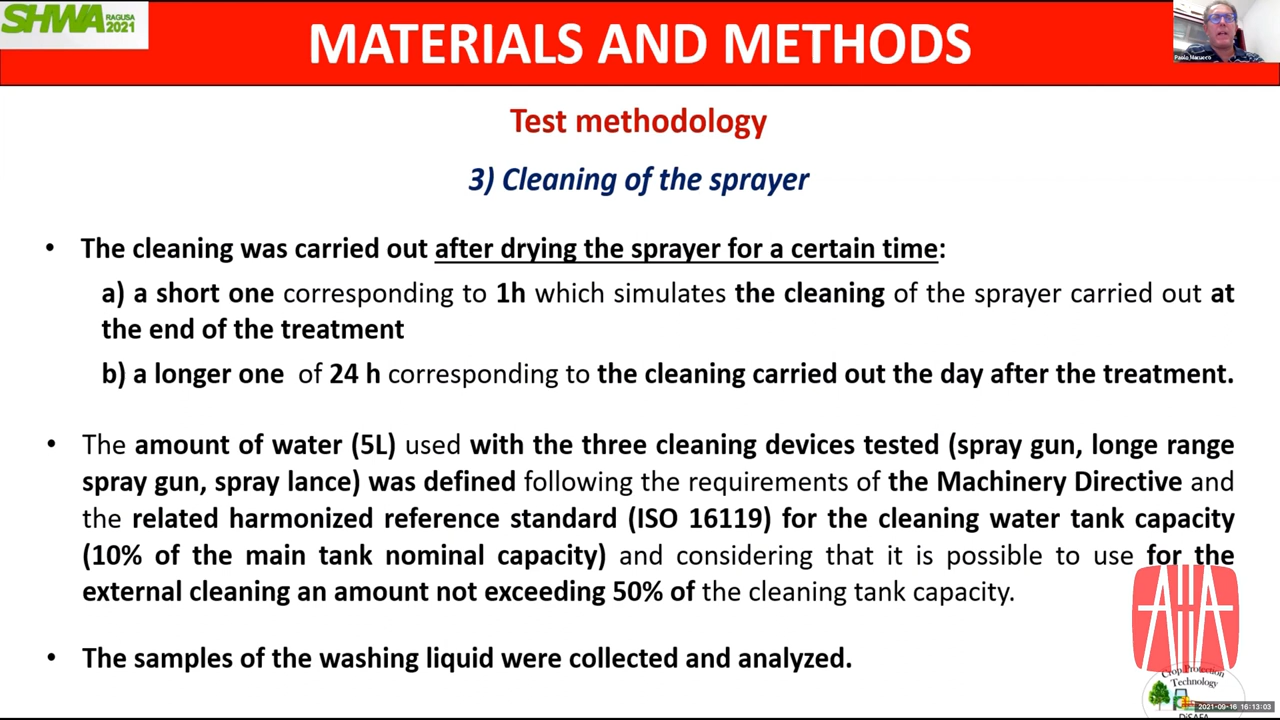 SHWA RAGUSA 2021
MATERIALS AND METHODS
Paolo Marucco
Test methodology
3) Cleaning of the sprayer
• The cleaning was carried out after drying the sprayer for a certain time:
a) a short one corresponding to 1h which simulates the cleaning of the sprayer carried out at
the end of the treatment
b) a longer one of 24 h corresponding to the cleaning carried out the day after the treatment.
• The amount of water (5L) used with the three cleaning devices tested (spray gun, longe range
spray gun, spray lance) was defined following the requirements of the Machinery Directive and
the related harmonized reference standard (ISO 16119) for the cleaning water tank capacity
(10% of the main tank nominal capacity) and considering that it is possible to use for the
external cleaning an amount not exceeding 50% of the cleaning tank capacity.
• The samples of the washing liquid were collected and analyzed.
AIIA
Crop Protection
Technology
DiSAFA
2021-09-16 16:13:03